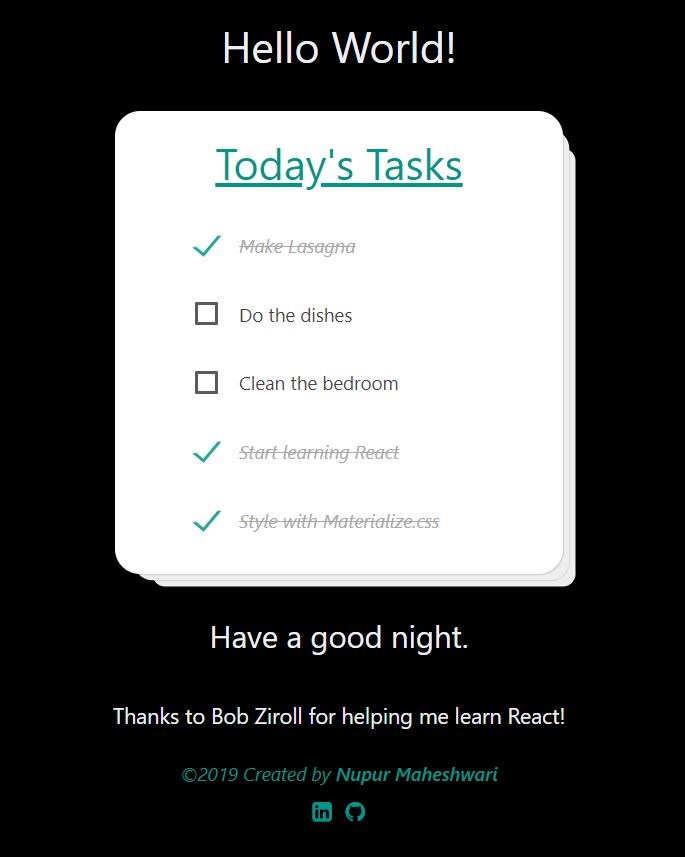 Hello World!
Today's Tasks
Make Lasagna
Do the dishes
Clean the bedroom
Start learning React
Style with Materialize.css
Have a good night.
Thanks to Bob Ziroll for helping me learn React!
©2019 Created by Nupur Maheshwari
in